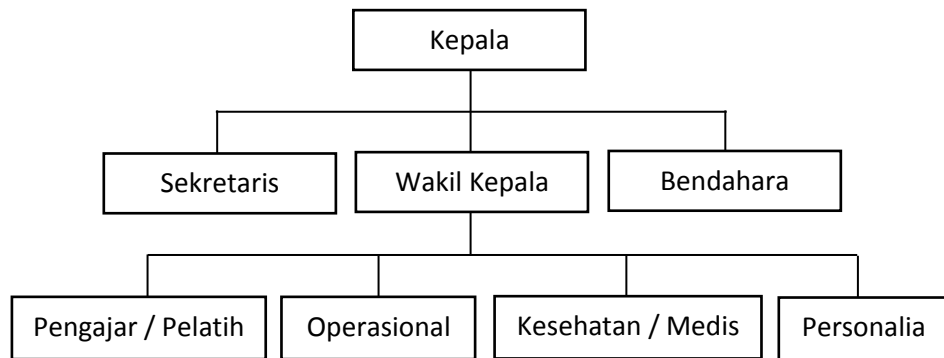 Kepala
Sekretaris
Wakil Kepala
Bendahara
Pengajar / Pelatih
Operasional
Kesehatan / Medis
Personalia